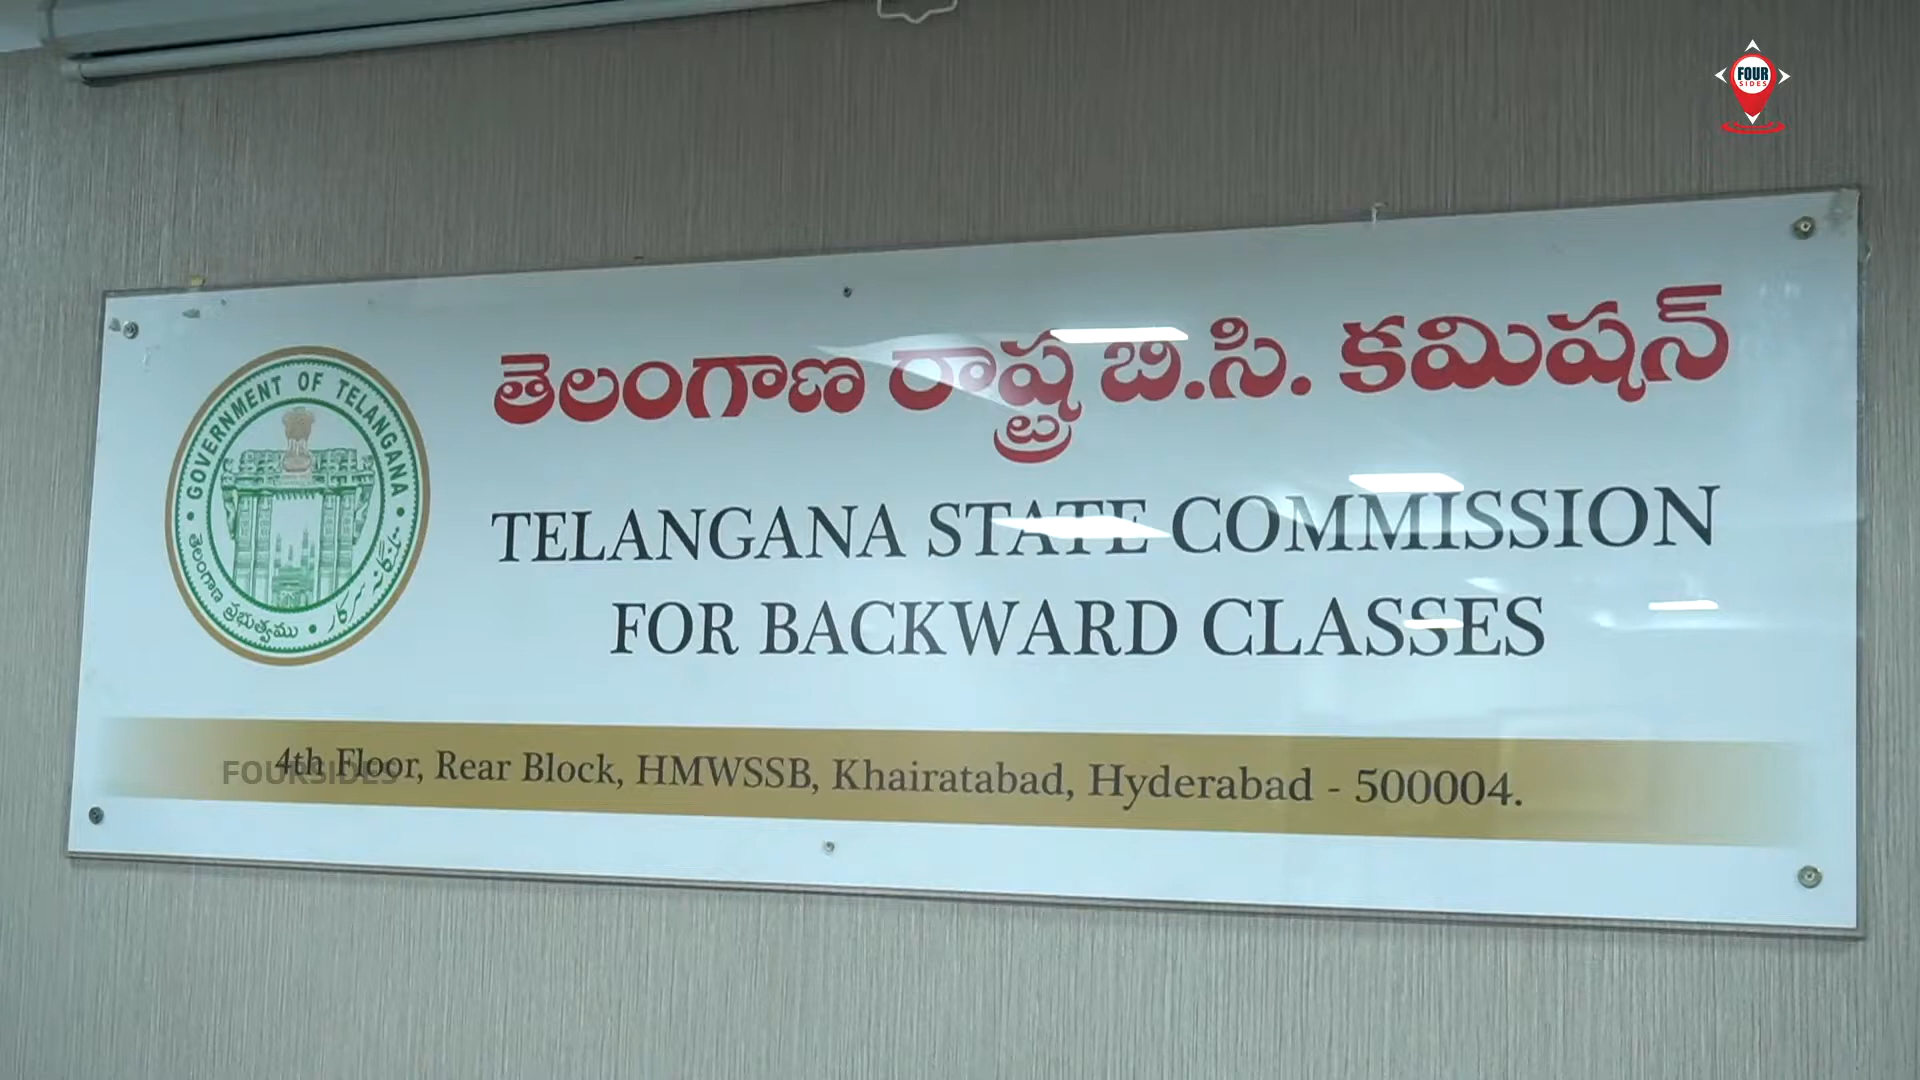 FOUR
SIDES
తెలంగాణ రాష్ట్ర బి.సి. కమిషన్
GOVERNMENT OF TELANGANA
తెలంగాణ ప్రభుత్వము
TELANGANA STATE COMMISSION
FOR BACKWARD CLASSES
4th Floor, Rear Block, HMWSSB, Khairatabad, Hyderabad - 500004.
FOURSIDES